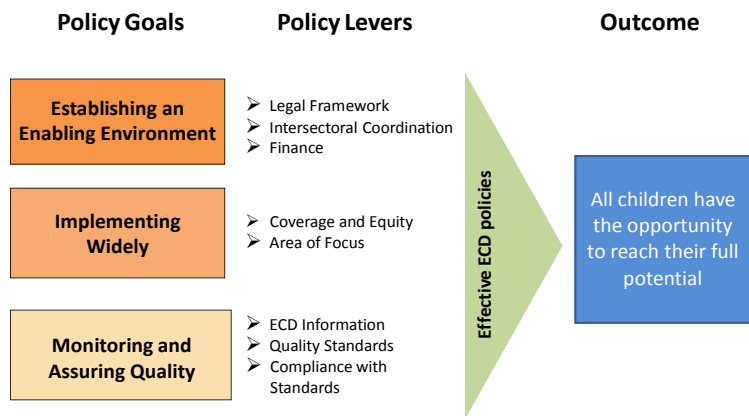 Policy Goals
Policy Levers
Outcome
Establishing an
Enabling Environment
➢ Legal Framework
➢ Intersectoral Coordination
➢ Finance
Implementing
Widely
➢ Coverage and Equity
➢ Area of Focus
Monitoring and
Assuring Quality
➢ ECD Information
➢ Quality Standards
➢ Compliance with
Standards
Effective ECD policies
All children have
the opportunity
to reach their full
potential